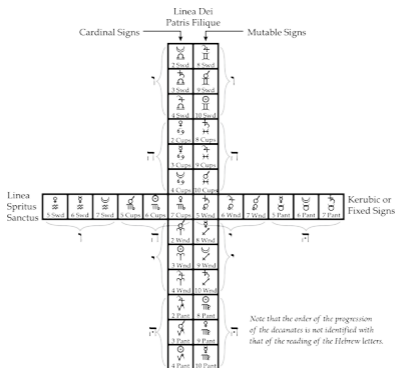 Linea Dei
Patris Filique
Cardinal Signs
Mutable Signs
2 Swd 8 Swd
3 Swd 9 Swd
4 Swd 10 Swd
2 Cups 8 Cups
3 Cups 9 Cups
4 Cups 10 Cups
Linea
Spritus
Sanctus
5 Swd 6 Swd 7 Swd 5 Cups 6 Cups 7 Cups 5 Wnd 6 Wnd 7 Wnd 5 Pant 6 Pant 7 Pant
Kerubic or
Fixed Signs
2 Wnd 8 Wnd
3 Wnd 9 Wnd
4 Wnd 10 Wnd
2 Pant 8 Pant
3 Pant 9 Pant
4 Pant 10 Pant
Note that the order of the progression
of the decanates is not identified with
that of the reading of the Hebrew letters.